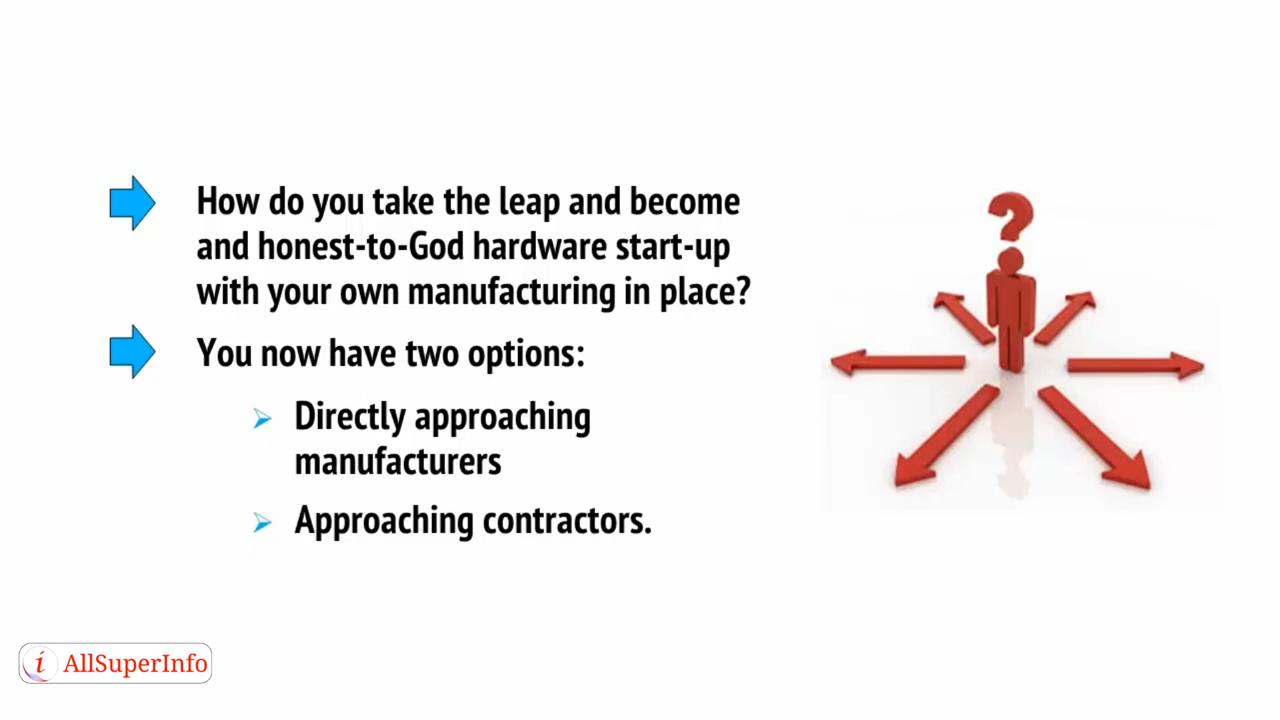 How do you take the leap and become
and honest-to-God hardware start-up
with your own manufacturing in place?
You now have two options:
Directly approaching
manufacturers
Approaching contractors.
?
i AllSuperInfo